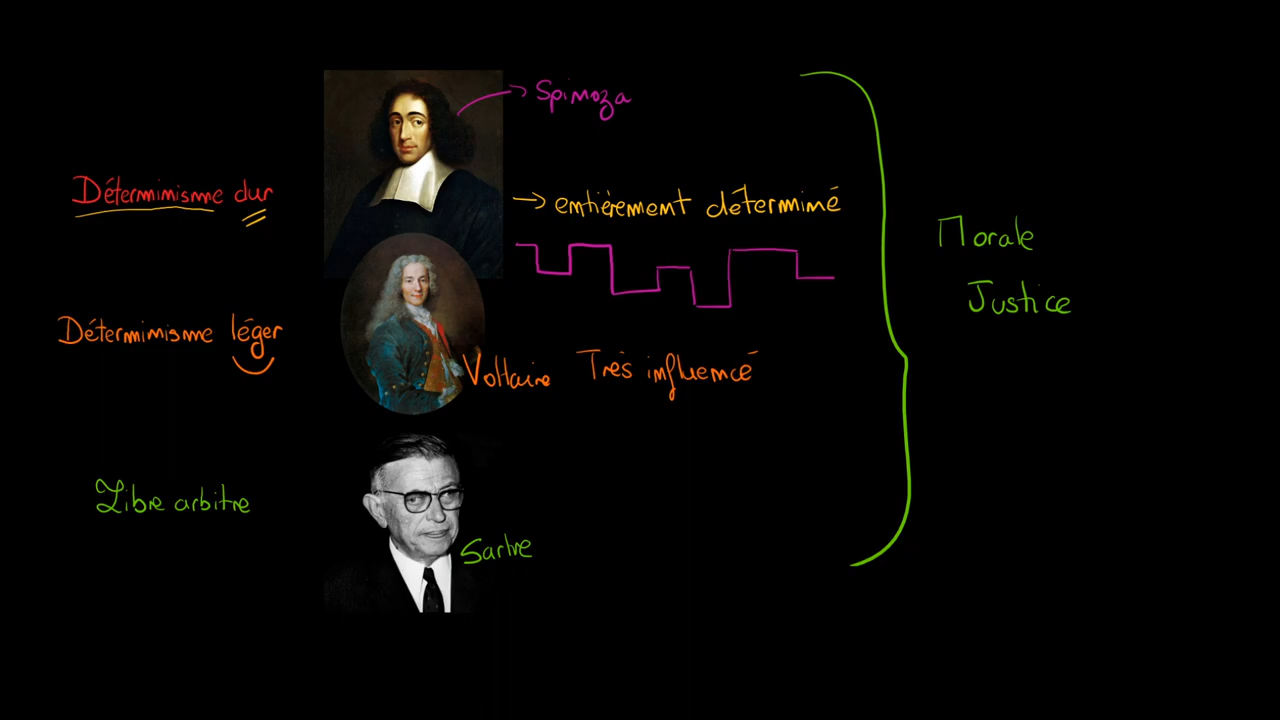 Spinoza
Déterminisme dur
→ entièrement déterminé
Morale
Justice
Déterminisme léger
Voltaire
Très influencé
Libre arbitre
Sartre